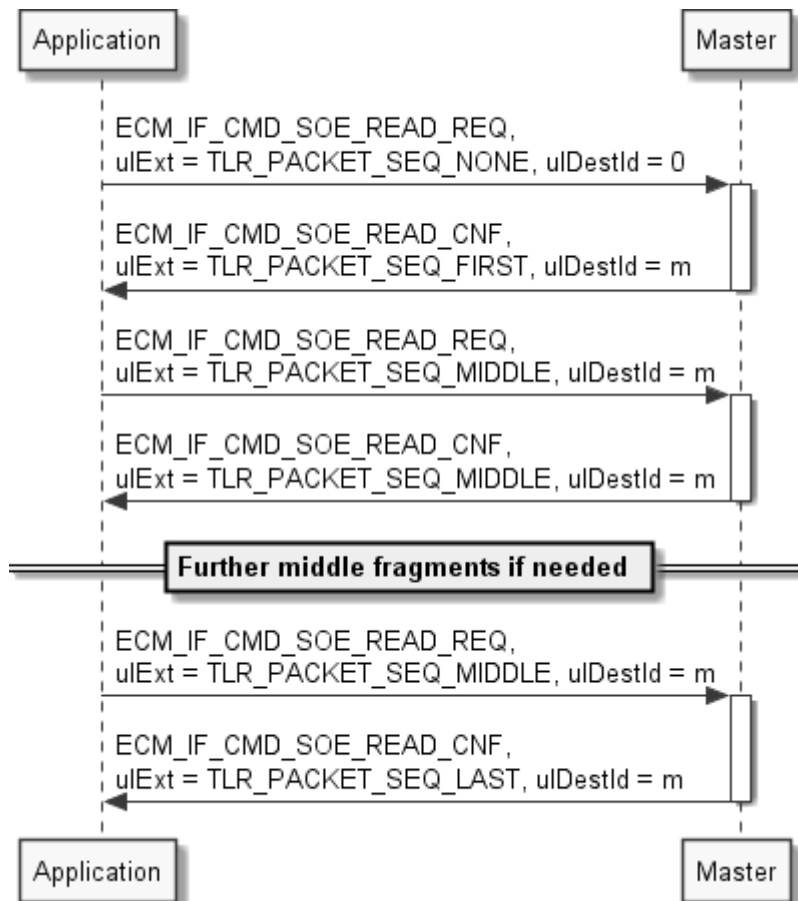 Application Master
ECM_IF_CMD_SOE_READ_REQ,
ulExt = TLR_PACKET_SEQ_NONE, ulDestId = 0
ECM_IF_CMD_SOE_READ_CNF,
ulExt = TLR_PACKET_SEQ_FIRST, ulDestId = m
ECM_IF_CMD_SOE_READ_REQ,
ulExt = TLR_PACKET_SEQ_MIDDLE, ulDestId = m
ECM_IF_CMD_SOE_READ_CNF,
ulExt = TLR_PACKET_SEQ_MIDDLE, ulDestId = m
Further middle fragments if needed
ECM_IF_CMD_SOE_READ_REQ,
ulExt = TLR_PACKET_SEQ_MIDDLE, ulDestId = m
ECM_IF_CMD_SOE_READ_CNF,
ulExt = TLR_PACKET_SEQ_LAST, ulDestId = m
Application Master